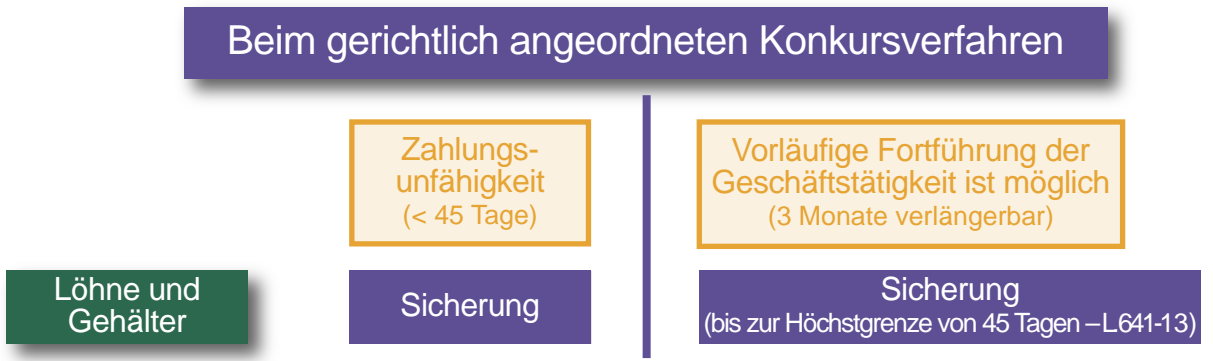 Beim gerichtlich angeordneten Konkursverfahren
Zahlungs-
unfähigkeit
(< 45 Tage)
Vorläufige Fortführung der
Geschäftstätigkeit ist möglich
(3 Monate verlängerbar)
Löhne und
Gehälter
Sicherung
Sicherung
(bis zur Höchstgrenze von 45 Tagen – L641-13)